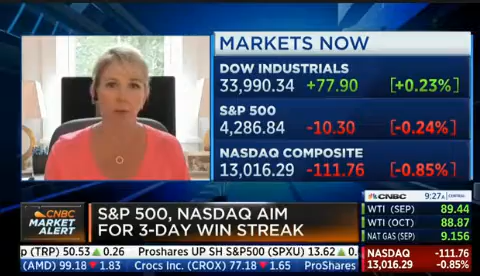 MARKETS NOW
DOW INDUSTRIALS
33,990.34 +77.90 [+0.23%]
S&P 500
4,286.84 -10.30 [-0.24%]
NASDAQ COMPOSITE
13,016.29 -111.76 [-0.85%]
CNBC
MARKET
ALERT
S&P 500, NASDAQ AIM
FOR 3-DAY WIN STREAK
CNBC 9:27
WTI (SEP) 89.44
WTI (OCT) 88.87
NAT GAS (SEP) 9.156
NASDAQ -111.76
13,016.29 -0.85%
p (TRP) 50.53 ▲ 0.26 ProShares UP SH S&P500 (SPXU) 13.62 ▲ 0.
(AMD) 99.18 ▼ 1.83 Crocs Inc. (CROX) 77.18 ▼ 1.65 ProShares